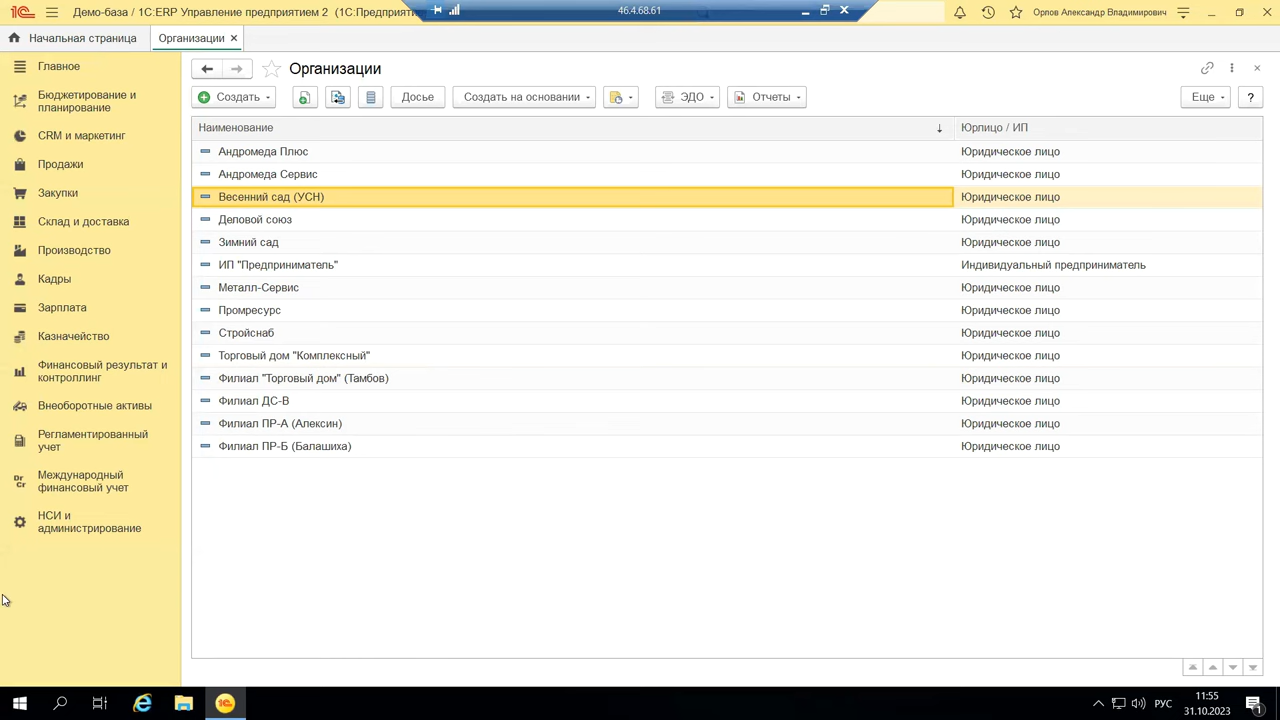 Демо-база / 1С:ERP Управление предприятием 2 (1С:Предприятие
46.4.68.61
Орлов Александр Владимирович
Начальная страница
Организации
Главное
Бюджетирование и
планирование
CRM и маркетинг
Продажи
Закупки
Склад и доставка
Производство
Кадры
Зарплата
Казначейство
Финансовый результат и
контроллинг
Внеоборотные активы
Регламентированный
учет
Dr
Cr
Международный
финансовый учет
НСИ и
администрирование
Организации
Создать
Досье
Создать на основании
ЭДО
Отчеты
Еще
?
Наименование ↓ Юрлицо / ИП
Андромеда Плюс Юридическое лицо
Андромеда Сервис Юридическое лицо
Весенний сад (УСН) Юридическое лицо
Деловой союз Юридическое лицо
Зимний сад Юридическое лицо
ИП "Предприниматель" Индивидуальный предприниматель
Металл-Сервис Юридическое лицо
Промресурс Юридическое лицо
Стройснаб Юридическое лицо
Торговый дом "Комплексный" Юридическое лицо
Филиал "Торговый дом" (Тамбов) Юридическое лицо
Филиал ДС-В Юридическое лицо
Филиал ПР-А (Алексин) Юридическое лицо
Филиал ПР-Б (Балашиха) Юридическое лицо
РУС
11:55
31.10.2023
1